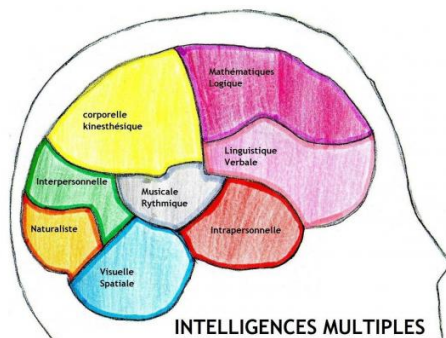 Mathématiques
Logique
corporelle
kinesthésique
Linguistique
Verbale
Interpersonnelle
Musicale
Rythmique
Naturaliste
Intrapersonnelle
Visuelle
Spatiale
INTELLIGENCES MULTIPLES